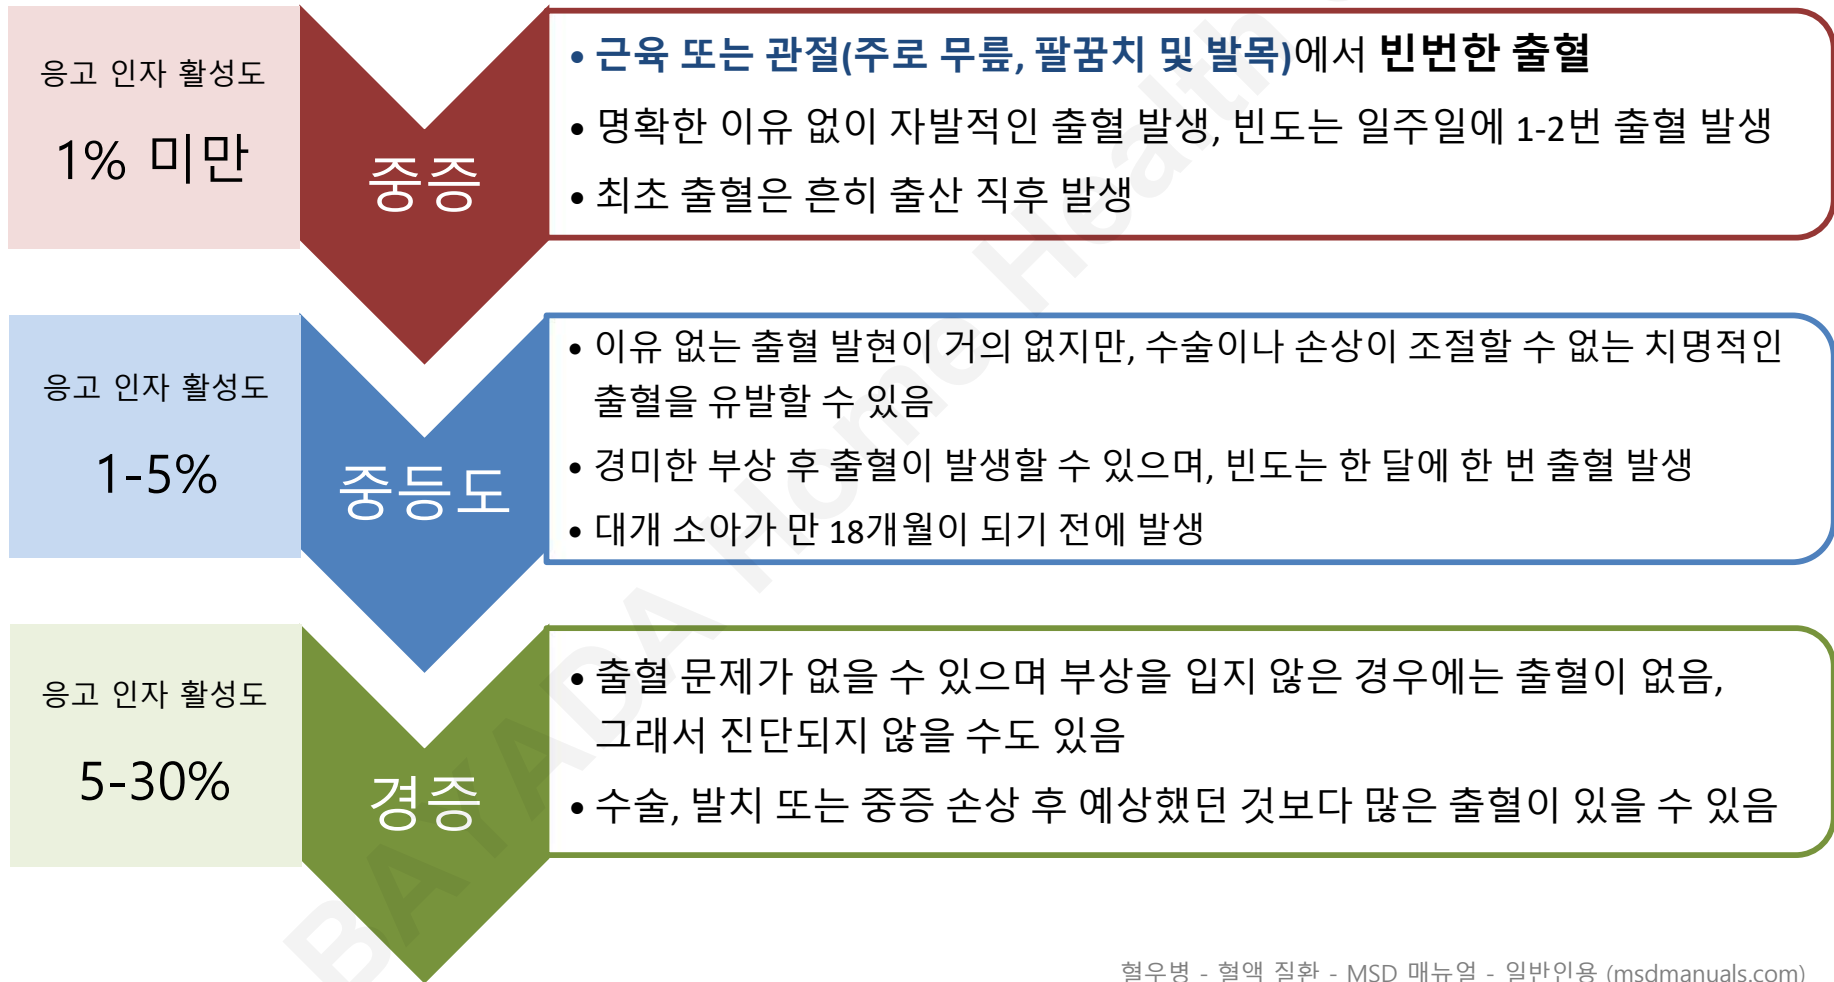 응고 인자 활성도
1% 미만
중증
• 근육 또는 관절(주로 무릎, 팔꿈치 및 발목)에서 빈번한 출혈
• 명확한 이유 없이 자발적인 출혈 발생, 빈도는 일주일에 1-2번 출혈 발생
• 최초 출혈은 흔히 출산 직후 발생
응고 인자 활성도
1-5%
중등도
• 이유 없는 출혈 발현이 거의 없지만, 수술이나 손상이 조절할 수 없는 치명적인
출혈을 유발할 수 있음
• 경미한 부상 후 출혈이 발생할 수 있으며, 빈도는 한 달에 한 번 출혈 발생
• 대개 소아가 만 18개월이 되기 전에 발생
응고 인자 활성도
5-30%
경증
• 출혈 문제가 없을 수 있으며 부상을 입지 않은 경우에는 출혈이 없음,
그래서 진단되지 않을 수도 있음
• 수술, 발치 또는 중증 손상 후 예상했던 것보다 많은 출혈이 있을 수 있음
혈우병 - 혈액 질환 - MSD 매뉴얼 - 일반인용 (msdmanuals.com)
BAYADA Home Health